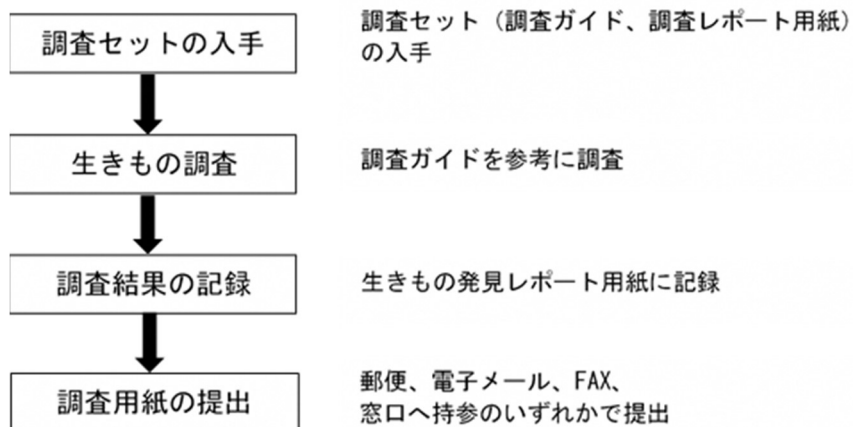 調査セットの入手
調査セット（調査ガイド、調査レポート用紙）
の入手
生きもの調査
調査ガイドを参考に調査
調査結果の記録
生きもの発見レポート用紙に記録
調査用紙の提出
郵便、電子メール、FAX、
窓口へ持参のいずれかで提出